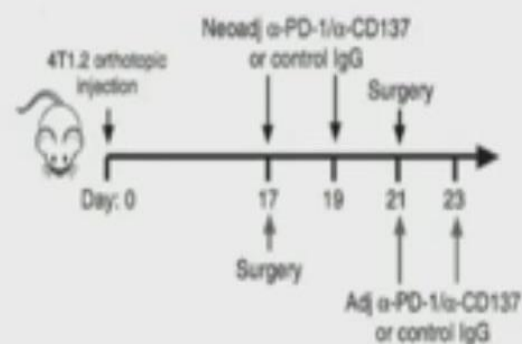 Neoadj α-PD-1/α-CD137
or control IgG
4T1.2 orthotopic
injection
Surgery
Day: 0
17
19
21
23
Surgery
Adj α-PD-1/α-CD137
or control IgG